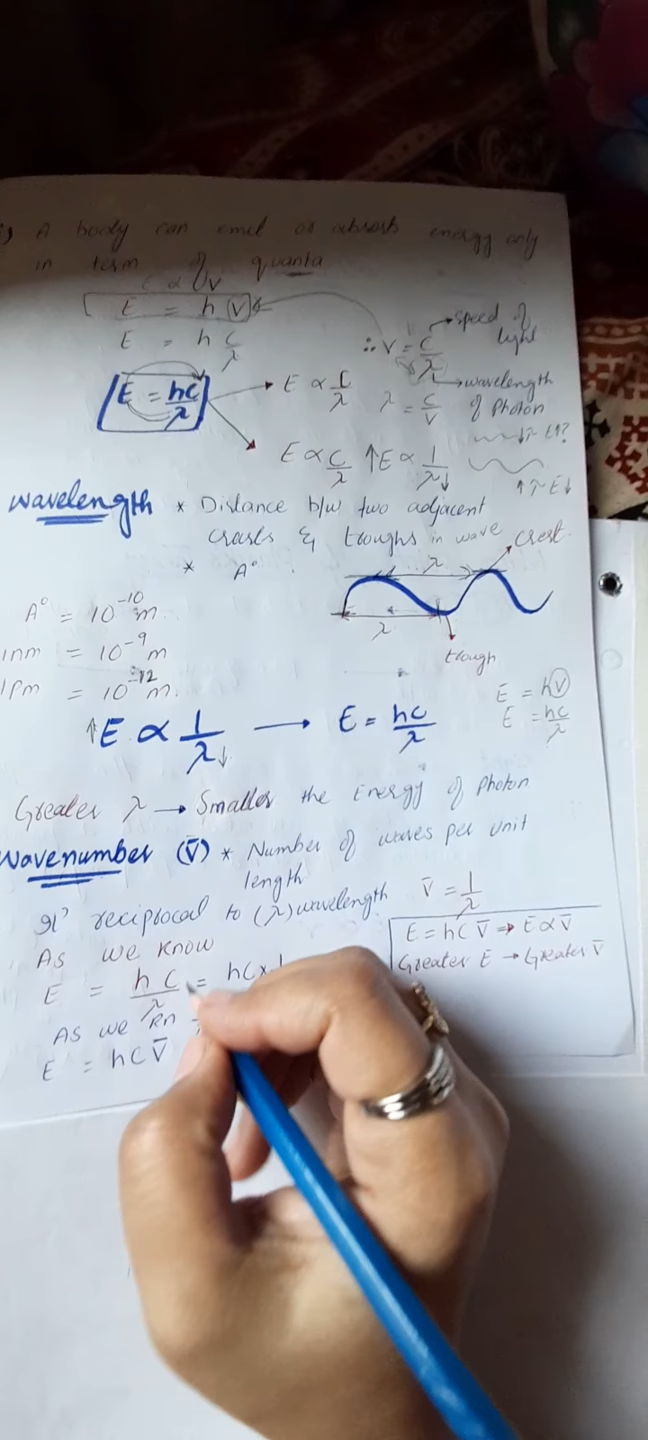 A body can emit or absorb energy only
in term of quanta
E ∝ v
E = h(v)
E = h c/λ
∴ v = c/λ
speed of light
wavelength of Photon
λ = c/v
E = hc/λ
E ∝ c/λ
E ∝ c/λ ↑E ∝ 1/λ↓
↓λ E↑?
↑λ E↓
wavelength * Distance b/w two adjacent
crests & troughs in wave
* A°
crest
λ
λ
trough
A° = 10⁻¹⁰ m
1nm = 10⁻⁹ m
1Pm = 10⁻¹² m.
↑E ∝ 1/λ↓ → E = hc/λ
E = h(v)
E = hc/λ
Greater λ → Smaller the Energy of Photon
wavenumber (v̄) * Number of waves per unit
length
reciprocal to (λ) wavelength
v̄ = 1/λ
E = hC v̄ → E ∝ v̄
Greater E → Greater v̄
As we know
E = hC/λ = hC×
As we
E = hC v̄